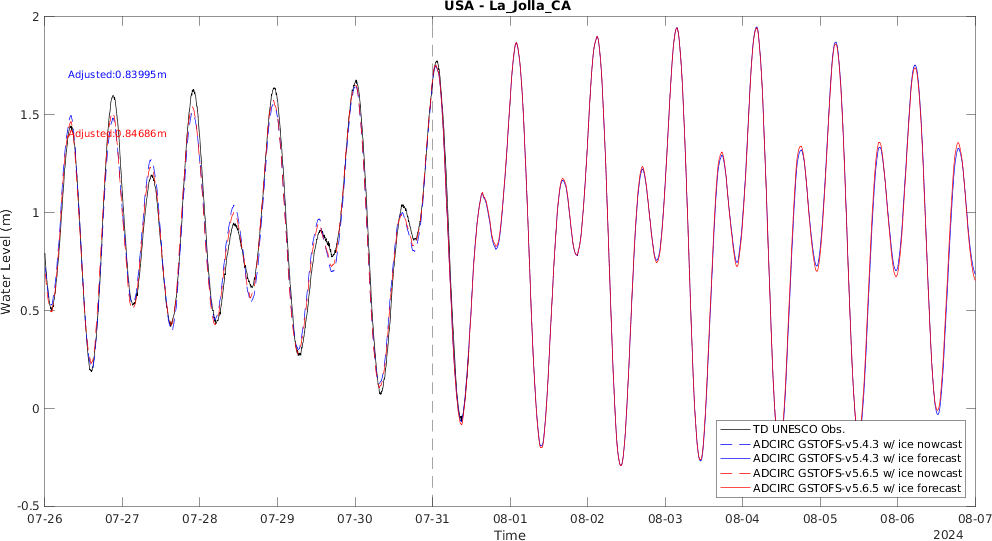 USA - La_Jolla_CA
2
Adjusted:0.83995m
1.5
Adjusted:0.84686m
1
Water Level (m)
0.5
0
TD UNESCO Obs.
ADCIRC GSTOFS-v5.4.3 w/ ice nowcast
ADCIRC GSTOFS-v5.4.3 w/ ice forecast
ADCIRC GSTOFS-v5.6.5 w/ ice nowcast
ADCIRC GSTOFS-v5.6.5 w/ ice forecast
-0.5
07-26 07-27 07-28 07-29 07-30 07-31 08-01 08-02 08-03 08-04 08-05 08-06 08-07
Time
2024